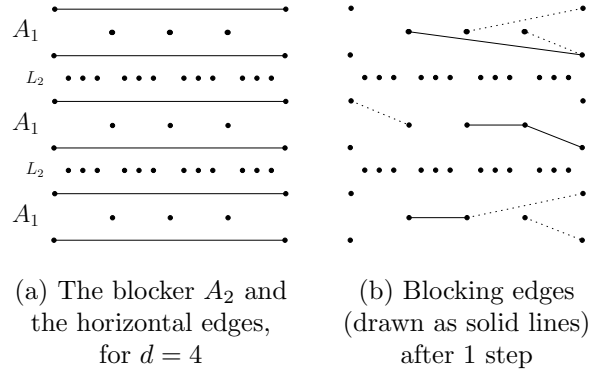 A₁
L₂
A₁
L₂
A₁
(a) The blocker A₂ and
the horizontal edges,
for d = 4
(b) Blocking edges
(drawn as solid lines)
after 1 step